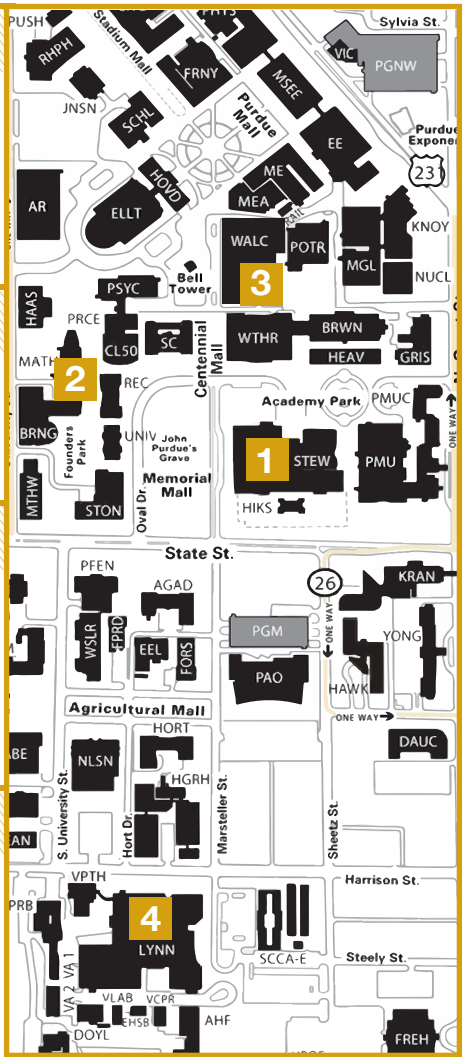 PUSH
PHYS
Sylvia St.
RHPH
Stadium Mall
FRNY
VIC
PGNW
JNSN
MSEE
SCHL
Purdue
Mall
EE
Purdue
Expone
231
HOVD
ME
MEA
AR
ELLT
RAIL
WALC
POTR
KNOY
MGL
NUCL
3
Bell
Tower
PSYC
HAAS
PRCE
CL50
SC
Centennial
Mall
WTHR
BRWN
HEAV
GRIS
MATH
2
REC
Academy Park
PMUC
ONE WAY
BRNG
Founders
Park
UNIV
John
Purdue's
Grave
1
STEW
PMU
Memorial
Mall
MTHW
STON
Oval Dr.
HIKS
State St.
PFEN
AGAD
26
KRAN
ONE WAY
WSLR
FPRD
EEL
FORS
PGM
PAO
YONG
HAWK
Agricultural Mall
ONE WAY
HORT
DAUC
ABE
NLSN
HGRH
S. University St.
Hort Dr.
Marsteller St.
Sheetz St.
EAN
VPTH
Harrison St.
PRB
4
LYNN
SCCA-E
Steely St.
VA 1
VA 2
VLAB
VCPR
EHSB
DOYL
AHF
FREH